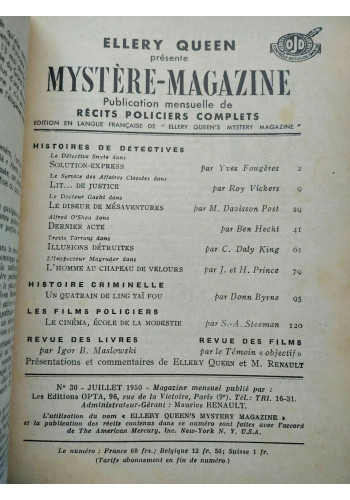 ELLERY QUEEN
présente
MYSTÈRE-MAGAZINE
Publication mensuelle de
RÉCITS POLICIERS COMPLETS
EDITION EN LANGUE FRANÇAISE DE "ELLERY QUEEN'S MYSTERY MAGAZINE"
OJD
HISTOIRES DE DÉTECTIVES
Le Détective Smyte dans
SOLUTION-EXPRESS par Yves Fougères 2
Le Service des Affaires Classées dans
LIT... DE JUSTICE par Roy Vickers 9
Le Docteur Gaehl dans
LE DISEUR DE MÉSAVENTURES par M. Davisson Post 29
Alfred O'Shea dans
DERNIER ACTE par Ben Hecht 41
Trevis Tarrant dans
ILLUSIONS DÉTRUITES par C. Daly King 61
L'Inspecteur Magruder dans
L'HOMME AU CHAPEAU DE VELOURS par J. et H. Prince 79
HISTOIRE CRIMINELLE
UN QUATRAIN DE LING TAÏ FOU par Donn Byrne 95
LES FILMS POLICIERS
LE CINÉMA, ÉCOLE DE LA MODESTIE par S.-A. Steeman 120
REVUE DES LIVRES REVUE DES FILMS
par Igor B. Maslowski par le Témoin « objectif »
Présentations et commentaires de ELLERY QUEEN et M. RENAULT
N° 30 - JUILLET 1950 - Magazine mensuel publié par :
Les Editions OPTA, 96, rue de la Victoire, Paris (9e). Tél.: TRI. 16-31.
Administrateur-Gérant : Maurice RENAULT.
L'utilisation du nom « ELLERY QUEEN'S MYSTERY MAGAZINE »
et la publication des récits contenus dans ce numéro sont faites avec l'accord
de The American Mercury, Inc. New-York N. Y. U.S.A.
Le numéro : France 60 frs.; Belgique 12 fr. 50; Suisse 1 fr.
(Tarifs abonnement en fin de numéro.)